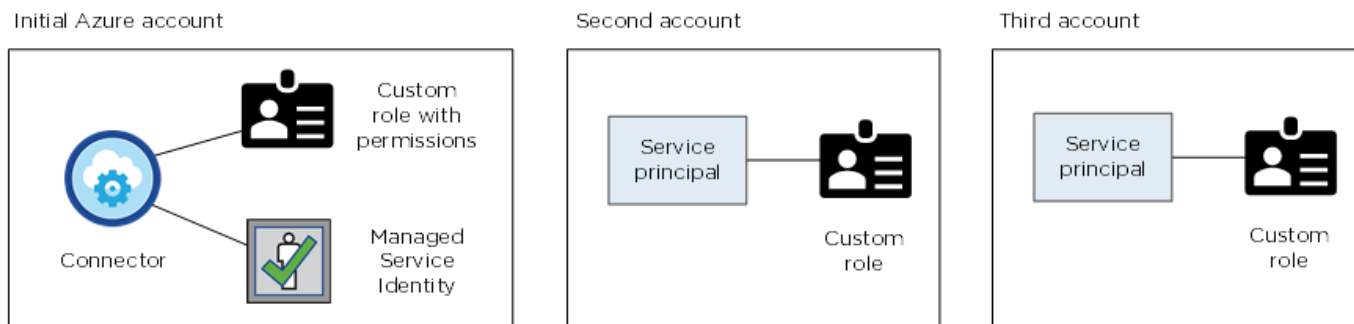 Initial Azure account
Custom
role with
permissions
Connector
Managed
Service
Identity
Second account
Service
principal
Custom
role
Third account
Service
principal
Custom
role